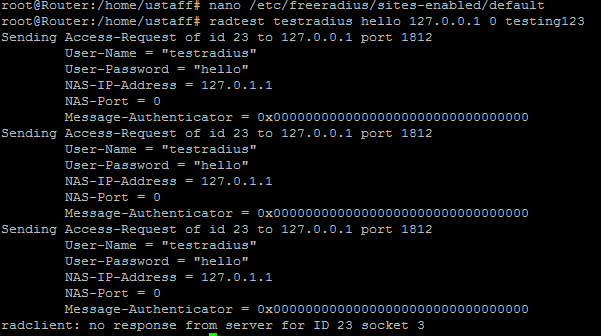 root@Router:/home/ustaff# nano /etc/freeradius/sites-enabled/default
root@Router:/home/ustaff# radtest testradius hello 127.0.0.1 0 testing123
Sending Access-Request of id 23 to 127.0.0.1 port 1812
User-Name = "testradius"
User-Password = "hello"
NAS-IP-Address = 127.0.1.1
NAS-Port = 0
Message-Authenticator = 0x00000000000000000000000000000000
Sending Access-Request of id 23 to 127.0.0.1 port 1812
User-Name = "testradius"
User-Password = "hello"
NAS-IP-Address = 127.0.1.1
NAS-Port = 0
Message-Authenticator = 0x00000000000000000000000000000000
Sending Access-Request of id 23 to 127.0.0.1 port 1812
User-Name = "testradius"
User-Password = "hello"
NAS-IP-Address = 127.0.1.1
NAS-Port = 0
Message-Authenticator = 0x00000000000000000000000000000000
radclient: no response from server for ID 23 socket 3